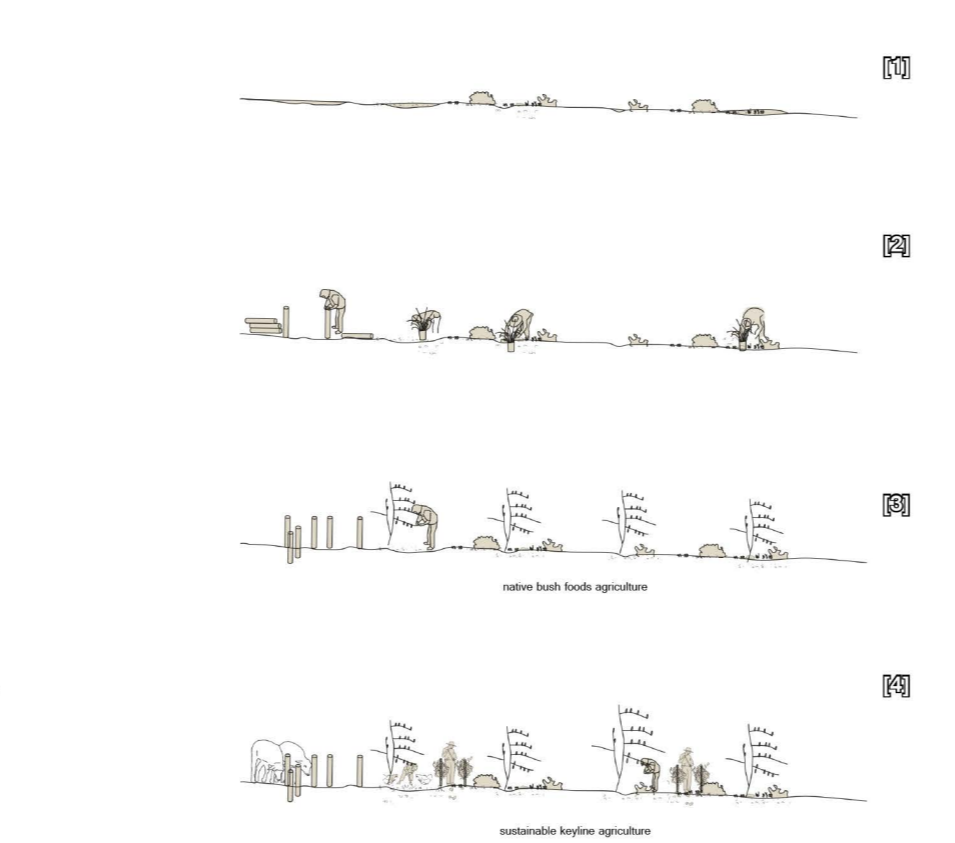 [1]
[2]
[3]
native bush foods agriculture
[4]
sustainable keyline agriculture